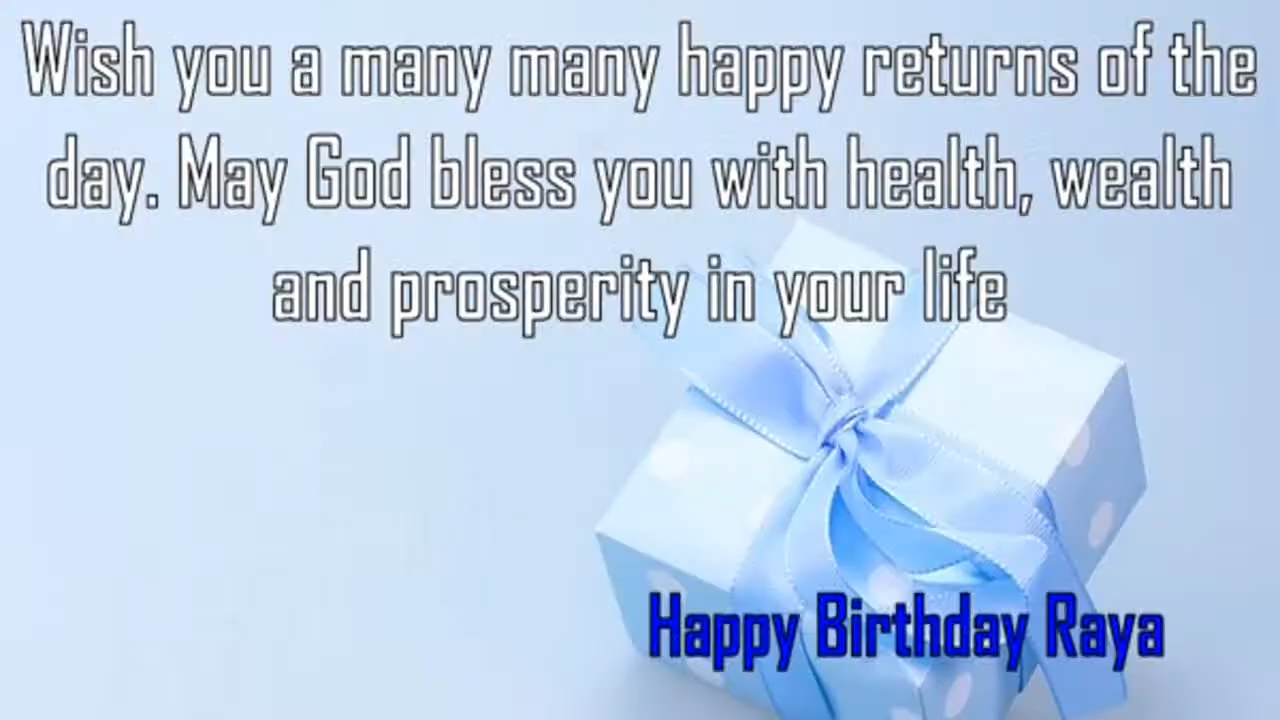 Wish you a many many happy returns of the
day. May God bless you with health, wealth
and prosperity in your life
Happy Birthday Raya